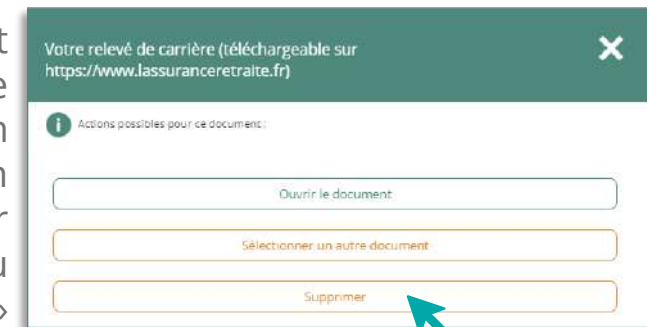 Votre relevé de carrière (téléchargeable sur
https://www.lassuranceretraite.fr)
Actions possibles pour ce document :
Ouvrir le document
Sélectionner un autre document
Supprimer
t
e
n
n
r
u
»